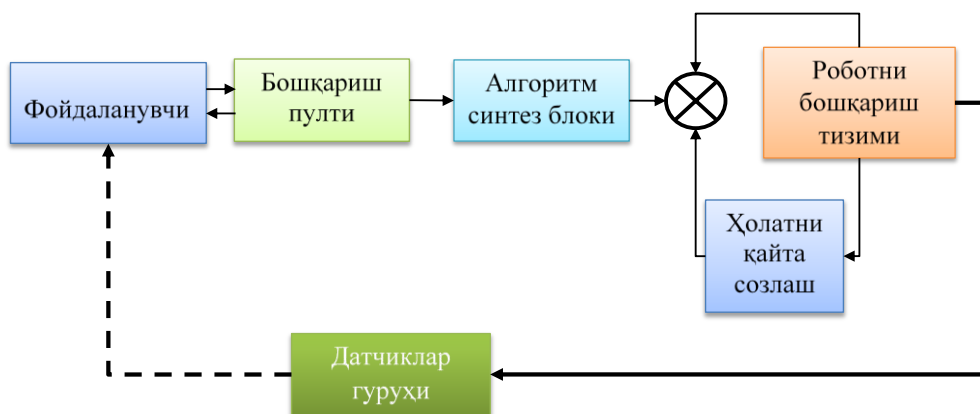 Фойдаланувчи
Бошқариш
пулти
Алгоритм
синтез блоки
Роботни
бошқариш
тизими
Ҳолатни
қайта
созлаш
Датчиклар
гуруҳи